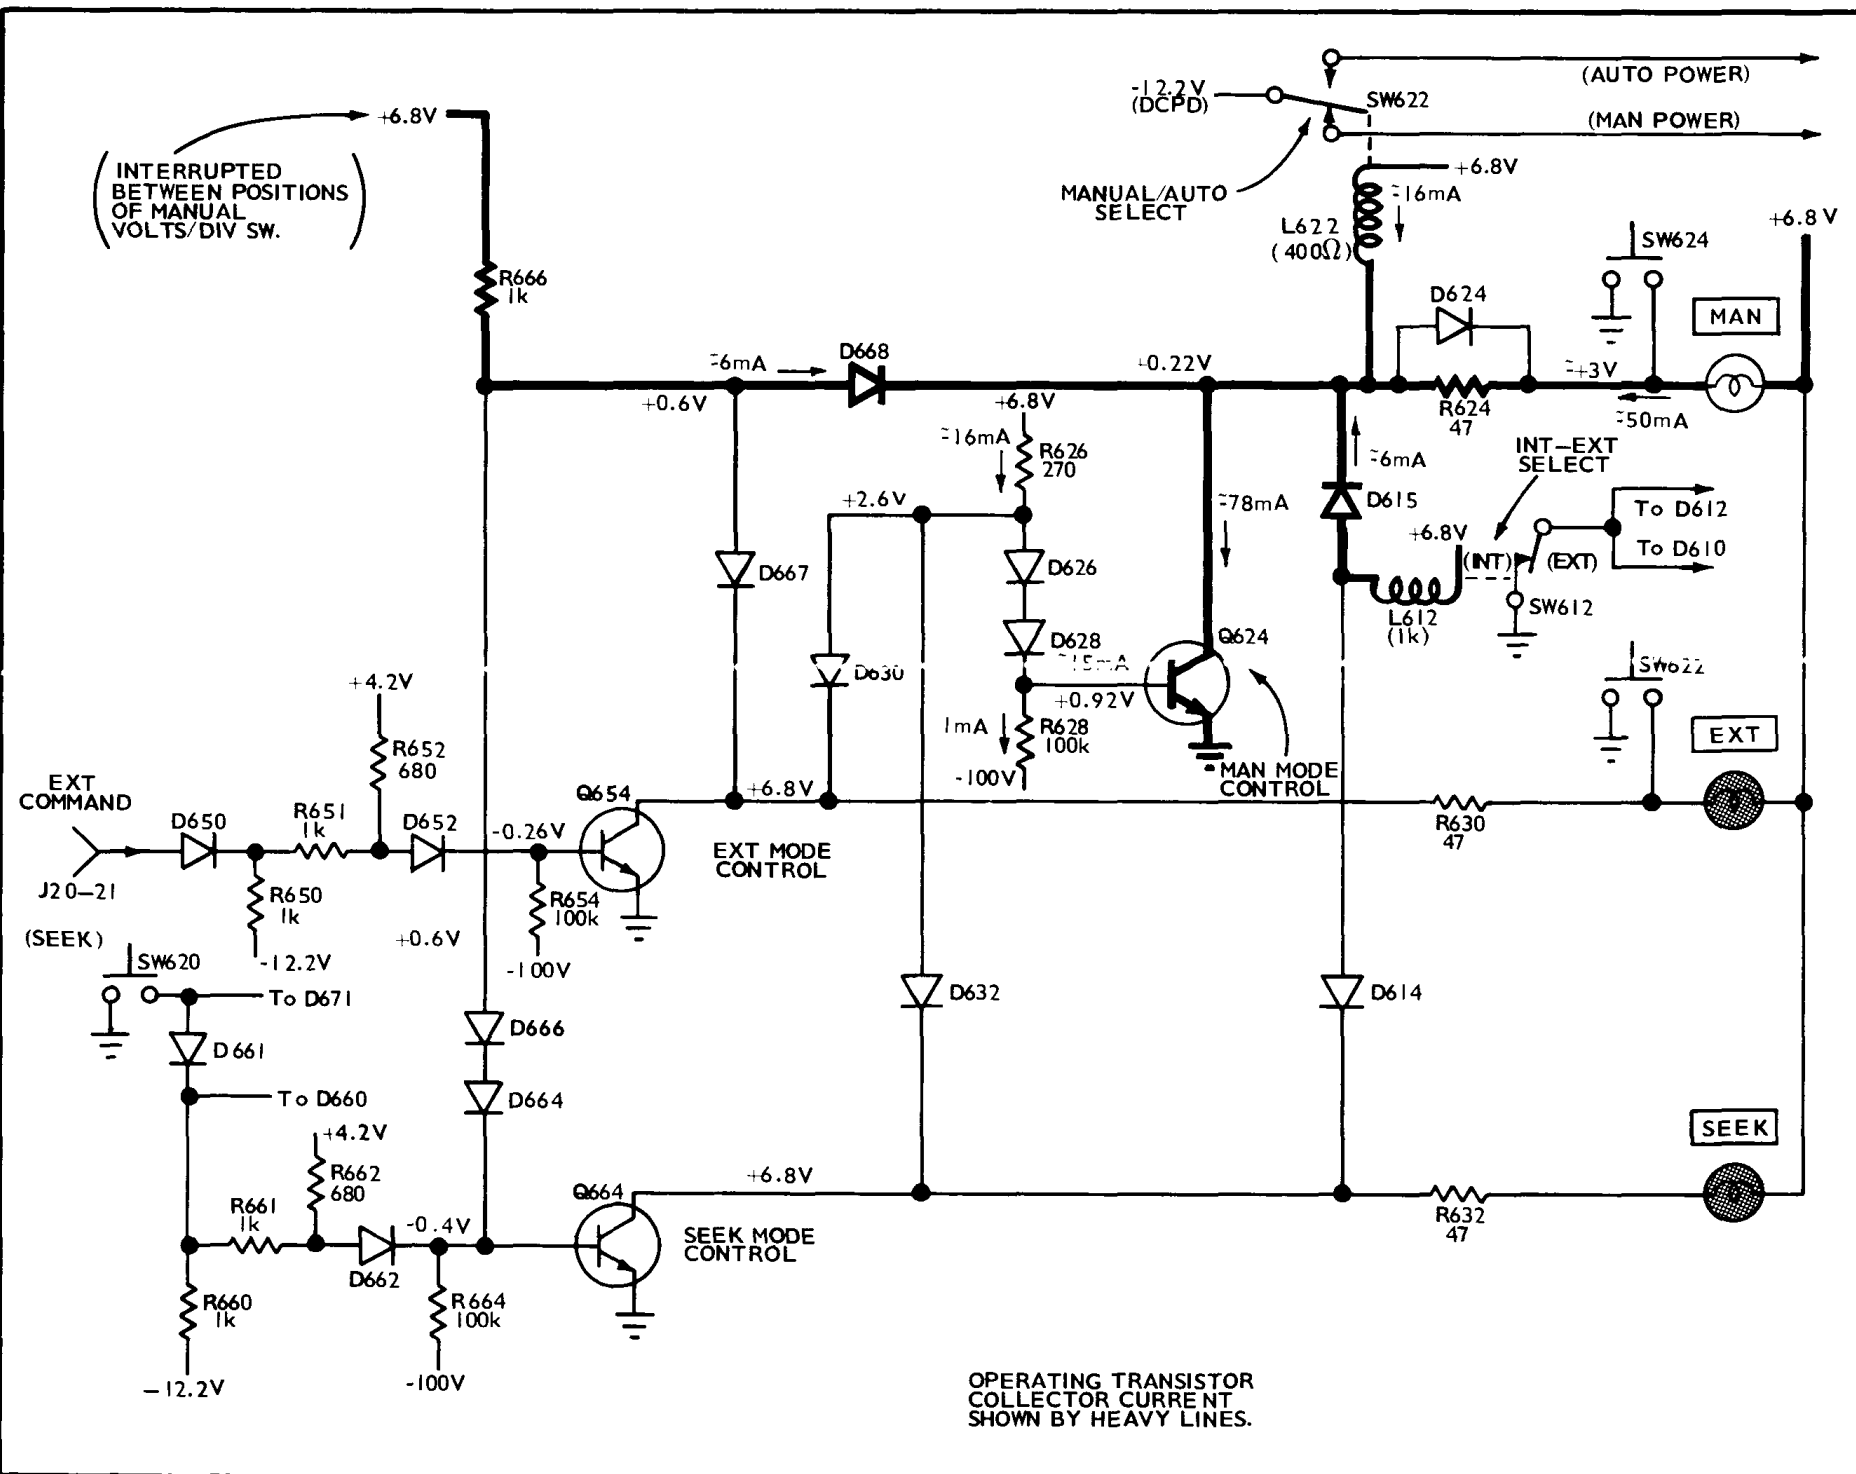 (AUTO POWER)
-12.2V
(DCPD)
SW622
(MAN POWER)
+6.8V
+6.8V
INTERRUPTED
BETWEEN POSITIONS
OF MANUAL
VOLTS/DIV SW.
MANUAL/AUTO
SELECT
≈16mA
L622
(400Ω)
+6.8V
SW624
R666
1k
D624
MAN
≈6mA
D668
+0.22V
≈+3V
+0.6V
+6.8V
R624
47
≈50mA
≈16mA
R626
270
INT-EXT
SELECT
≈6mA
+2.6V
≈78mA
D615
To D612
+6.8V
(INT)
(EXT)
To D610
D667
D626
SW612
L612
(1k)
D628
Q624
≈15mA
D630
SW622
+4.2V
+0.92V
1mA
R628
100k
R652
680
EXT
-100V
MAN MODE
CONTROL
EXT
COMMAND
Q654
+6.8V
D650
R651
1k
D652
-0.26V
R630
47
EXT MODE
CONTROL
J20-21
R650
1k
R654
100k
(SEEK)
+0.6V
SW620
-12.2V
-100V
To D671
D632
D614
D666
D661
To D660
D664
+4.2V
SEEK
R662
680
+6.8V
Q664
R661
1k
-0.4V
R632
47
SEEK MODE
CONTROL
D662
R660
1k
R664
100k
-12.2V
-100V
OPERATING TRANSISTOR
COLLECTOR CURRENT
SHOWN BY HEAVY LINES.